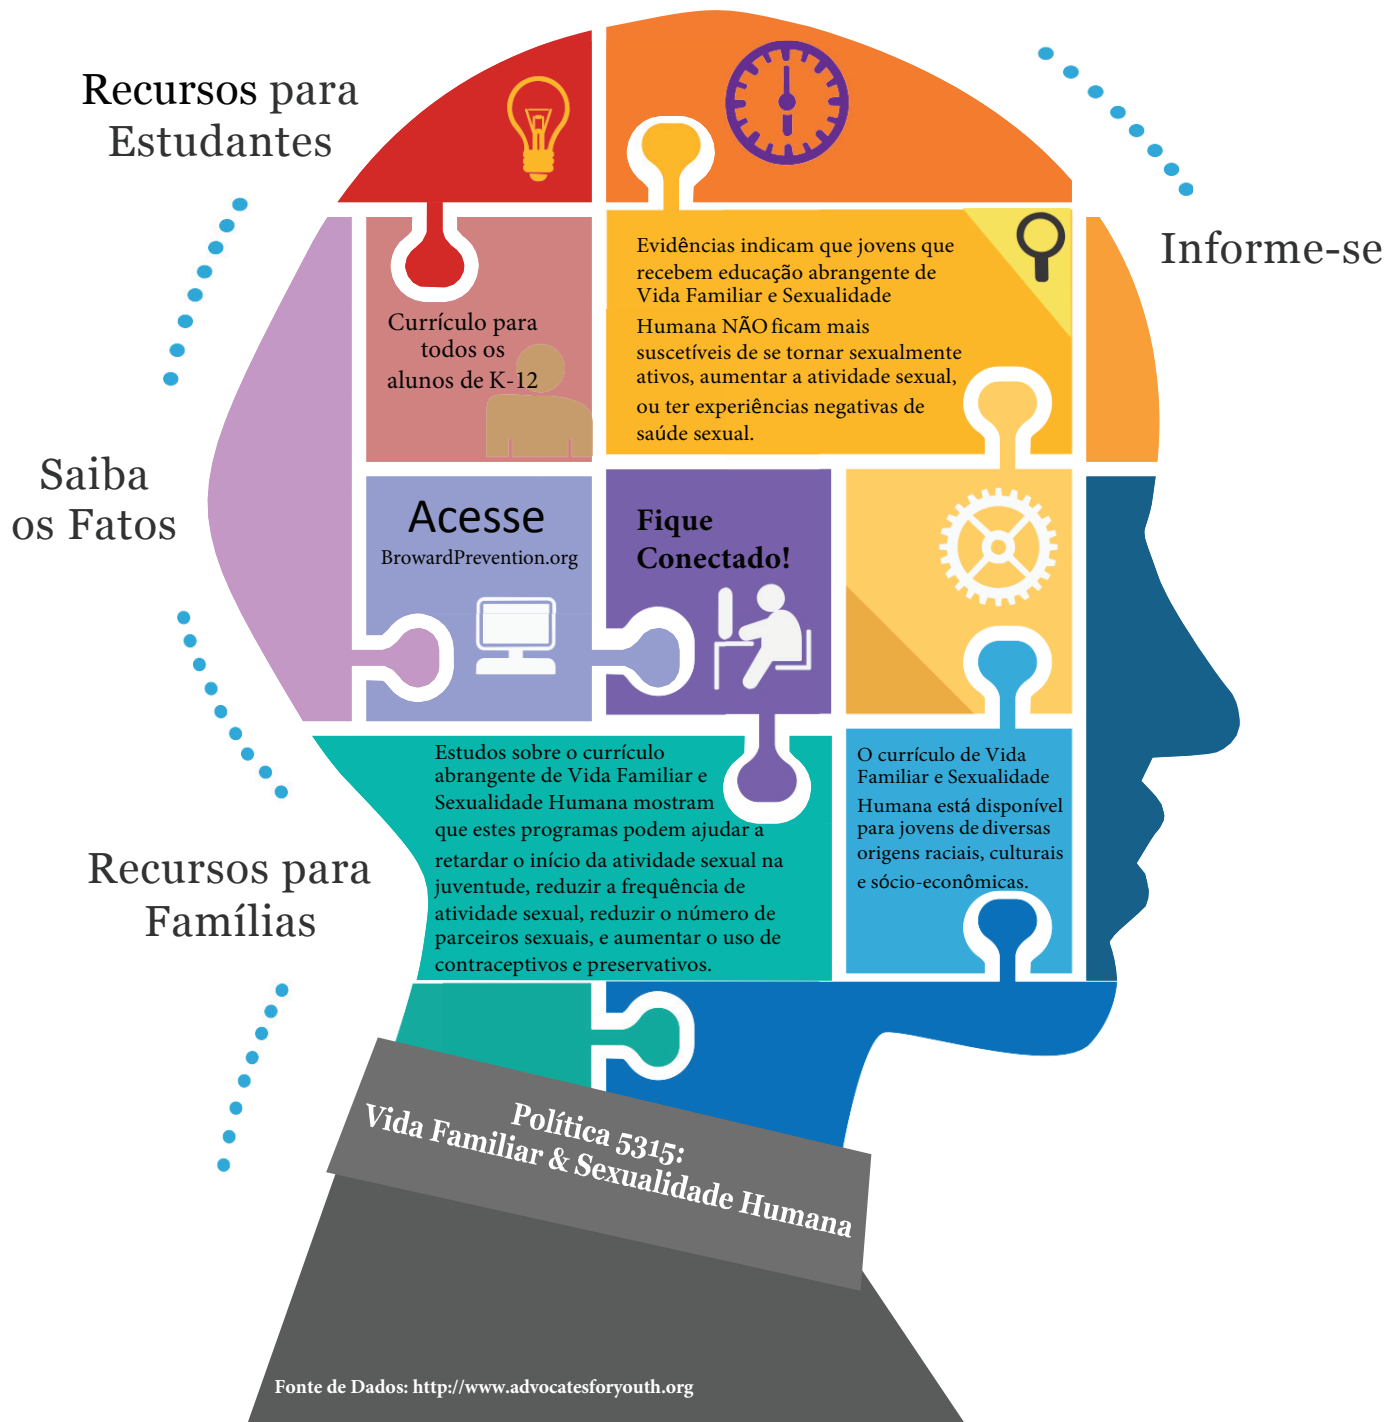 Recursos para
Estudantes
Informe-se
Evidências indicam que jovens que
recebem educação abrangente de
Vida Familiar e Sexualidade
Humana NÃO ficam mais
suscetíveis de se tornar sexualmente
ativos, aumentar a atividade sexual,
ou ter experiências negativas de
saúde sexual.
Currículo para
todos os
alunos de K-12
Saiba
os Fatos
Acesse
BrowardPrevention.org
Fique
Conectado!
Estudos sobre o currículo
abrangente de Vida Familiar e
Sexualidade Humana mostram
que estes programas podem ajudar a
retardar o início da atividade sexual na
juventude, reduzir a frequência de
atividade sexual, reduzir o número de
parceiros sexuais, e aumentar o uso de
contraceptivos e preservativos.
O currículo de Vida
Familiar e Sexualidade
Humana está disponível
para jovens de diversas
origens raciais, culturais
e sócio-econômicas.
Recursos para
Famílias
Política 5315:
Vida Familiar & Sexualidade Humana
Fonte de Dados: http://www.advocatesforyouth.org